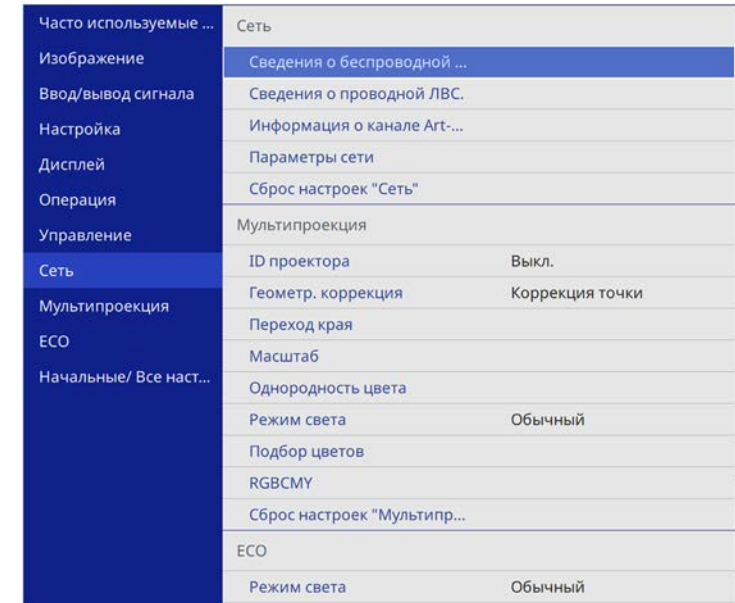 Часто используемые ...
Изображение
Ввод/вывод сигнала
Настройка
Дисплей
Операция
Управление
Сеть
Мультипроекция
ECO
Начальные/ Все наст...
Сеть
Сведения о беспроводной ...
Сведения о проводной ЛВС.
Информация о канале Art-...
Параметры сети
Сброс настроек "Сеть"
Мультипроекция
ID проектора Выкл.
Геометр. коррекция Коррекция точки
Переход края
Масштаб
Однородность цвета
Режим света Обычный
Подбор цветов
RGBCMY
Сброс настроек "Мультипр...
ECO
Режим света Обычный